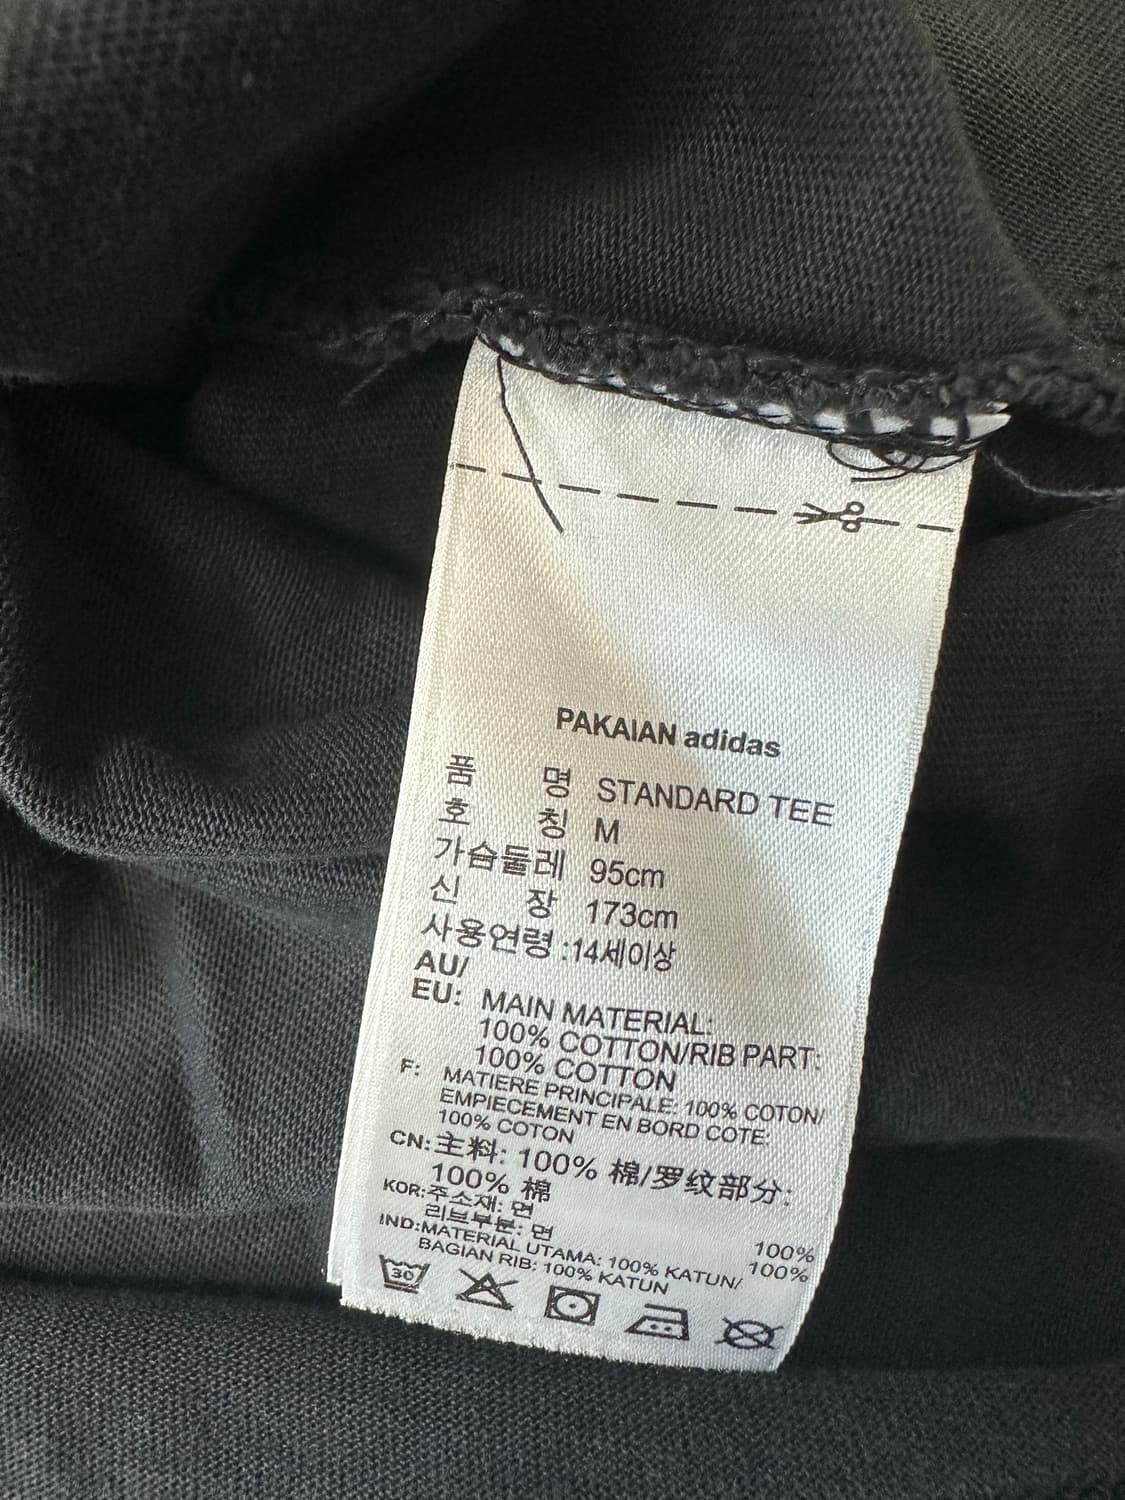 PAKAIAN adidas
품 명 STANDARD TEE
호 칭 M
가슴둘레 95cm
신 장 173cm
사용연령 :14세이상
AU/
EU: MAIN MATERIAL:
100% COTTON/RIB PART:
100% COTTON
F: MATIERE PRINCIPALE: 100% COTON/
EMPIECEMENT EN BORD COTE:
100% COTON
CN:主料: 100% 棉/罗纹部分:
100% 棉
KOR:주소재: 면 100%
리브부분: 면 100%
IND:MATERIAL UTAMA: 100% KATUN/
BAGIAN RIB: 100% KATUN
30